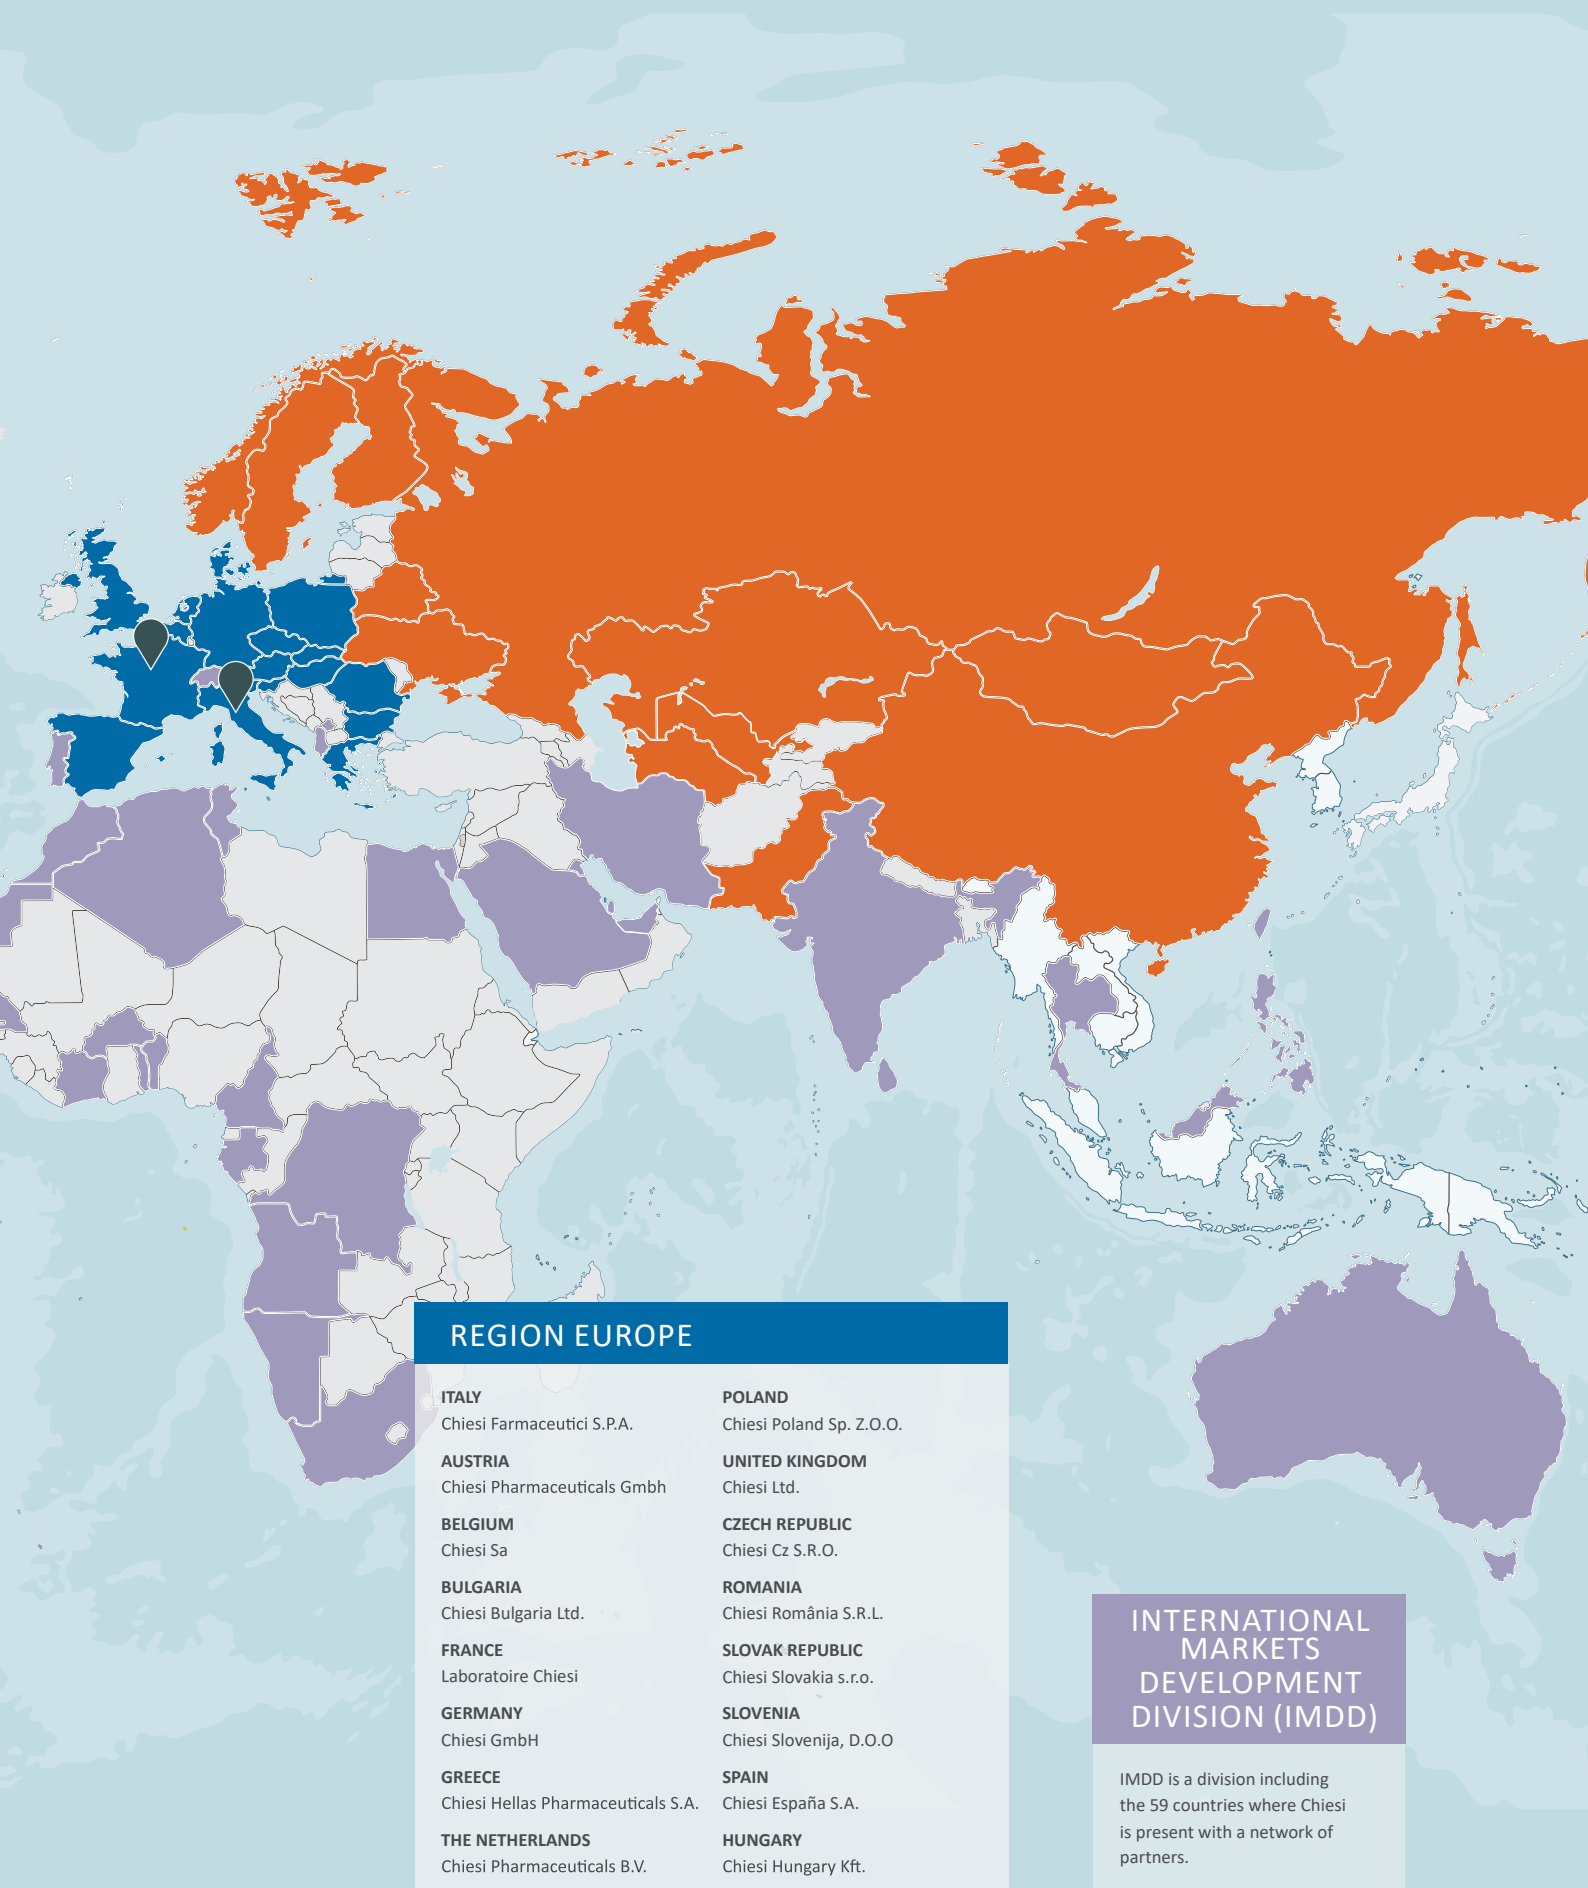 REGION EUROPE
ITALY
Chiesi Farmaceutici S.P.A.
AUSTRIA
Chiesi Pharmaceuticals Gmbh
BELGIUM
Chiesi Sa
BULGARIA
Chiesi Bulgaria Ltd.
FRANCE
Laboratoire Chiesi
GERMANY
Chiesi GmbH
GREECE
Chiesi Hellas Pharmaceuticals S.A.
THE NETHERLANDS
Chiesi Pharmaceuticals B.V.
POLAND
Chiesi Poland Sp. Z.O.O.
UNITED KINGDOM
Chiesi Ltd.
CZECH REPUBLIC
Chiesi Cz S.R.O.
ROMANIA
Chiesi România S.R.L.
SLOVAK REPUBLIC
Chiesi Slovakia s.r.o.
SLOVENIA
Chiesi Slovenija, D.O.O
SPAIN
Chiesi España S.A.
HUNGARY
Chiesi Hungary Kft.
INTERNATIONAL
MARKETS
DEVELOPMENT
DIVISION (IMDD)
IMDD is a division including
the 59 countries where Chiesi
is present with a network of
partners.